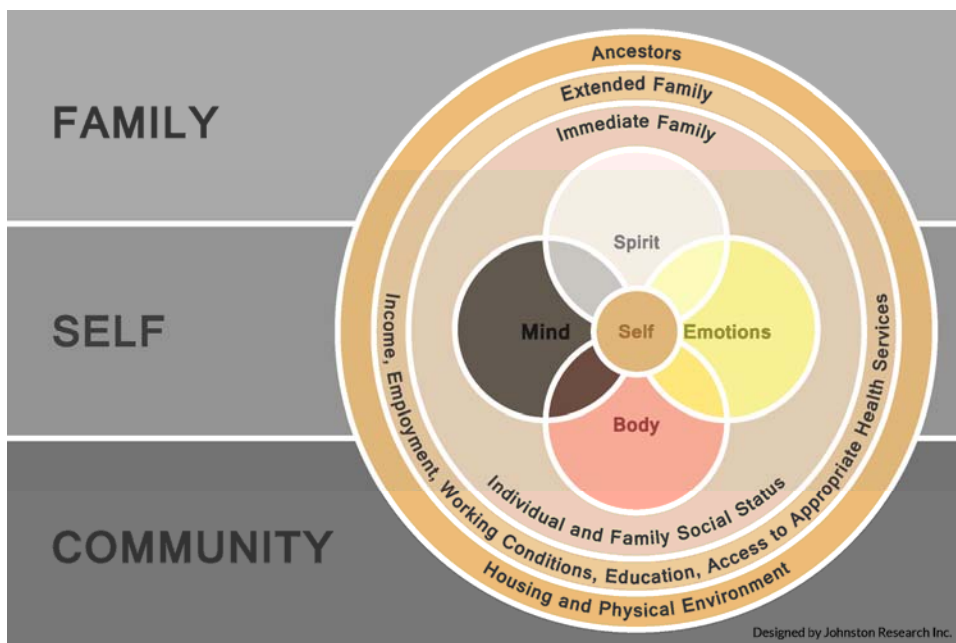 Ancestors
Extended Family
Immediate Family
FAMILY
Spirit
SELF
Mind
Self
Emotions
Body
Individual and Family Social Status
Income, Employment, Working Conditions, Education, Access to Appropriate Health Services
Housing and Physical Environment
COMMUNITY
Designed by Johnston Research Inc.